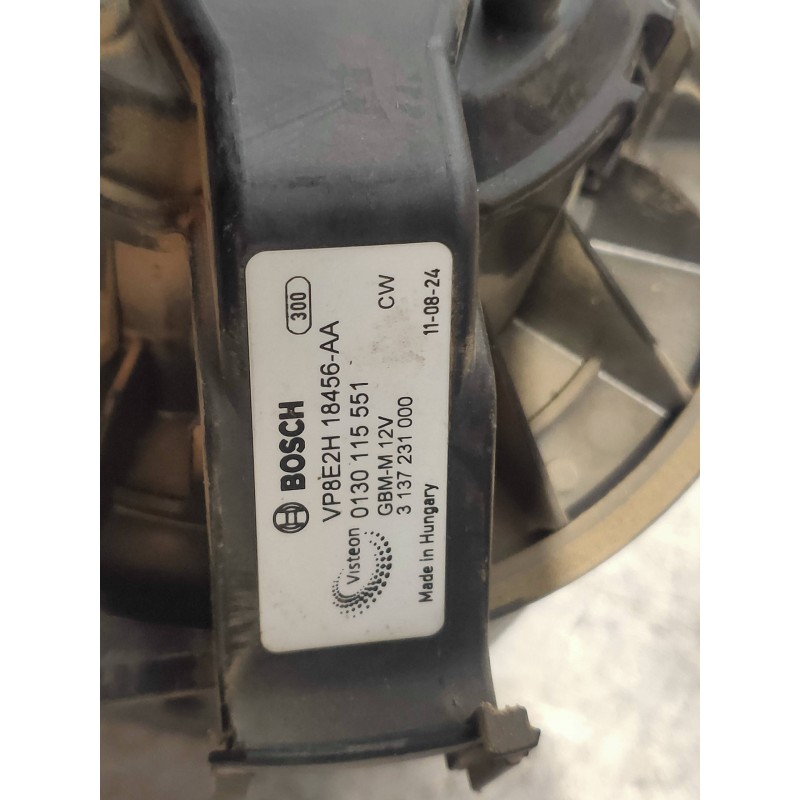 300
BOSCH
VP8E2H 18456-AA
0130 115 551
GBM-M 12V CW
3 137 231 000
Visteon
Made in Hungary 11-08-24